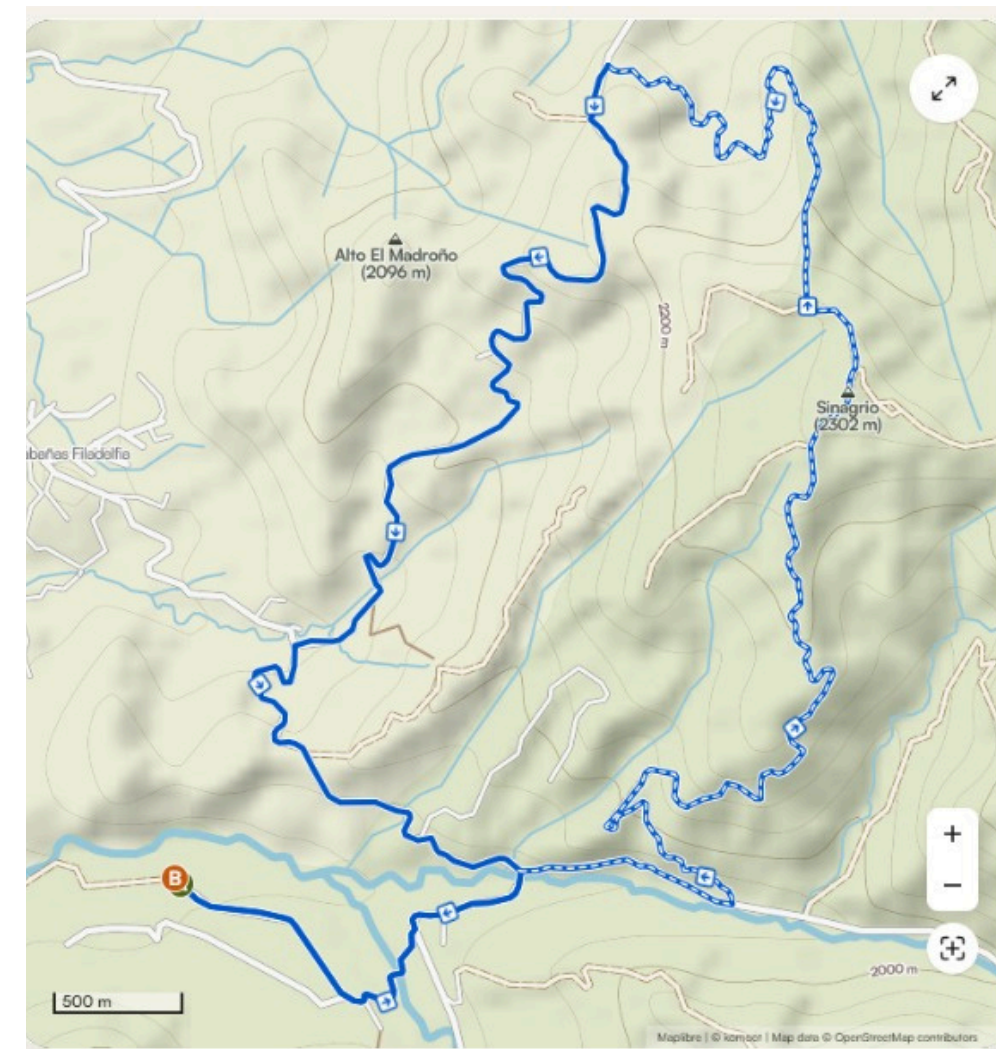 Alto El Madroño
(2096 m)
2200 m
Sinagrio
(2302 m)
abañas Filadelfia
B
+
−
2000 m
500 m
Maplibre | © komoot | Map data © OpenStreetMap contributors